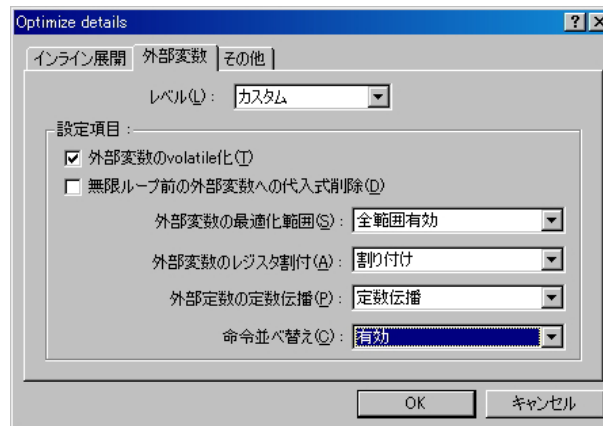 Optimize details
インライン展開 外部変数 その他
レベル(L): カスタム
設定項目:
外部変数のvolatile化(T)
無限ループ前の外部変数への代入式削除(D)
外部変数の最適化範囲(S): 全範囲有効
外部変数のレジスタ割付(A): 割り付け
外部定数の定数伝播(P): 定数伝播
命令並べ替え(C): 有効
OK キャンセル